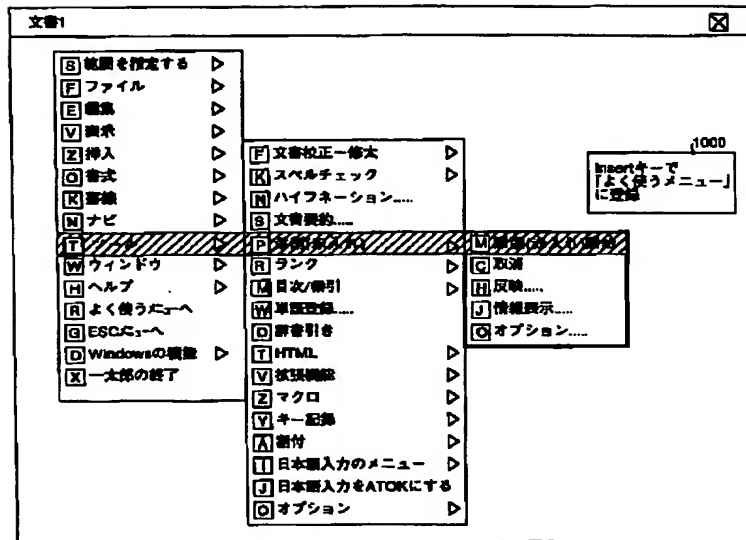 文書1
1000
Insertキーで
「よく使うメニュー」
に登録
S 範囲を指定する
F ファイル
E 編集
V 表示
Z 挿入
O 書式
K 罫線
N ナビ
T
W ウィンドウ
H ヘルプ
R よく使うメニューへ
G ESCメニューへ
D Windowsの機能
X 一太郎の終了
F 文書校正ー修太
K スペルチェック
N ハイフネーション.....
S 文書要約.....
P
R ランク
M 目次/索引
W 単語登録.....
D 辞書引き
T HTML
V 拡張機能
Z マクロ
Y キー記録
A 添付
I 日本語入力のメニュー
J 日本語入力をATOKにする
O オプション
M
C 取消
H 反映.....
J 情報表示.....
O オプション.....